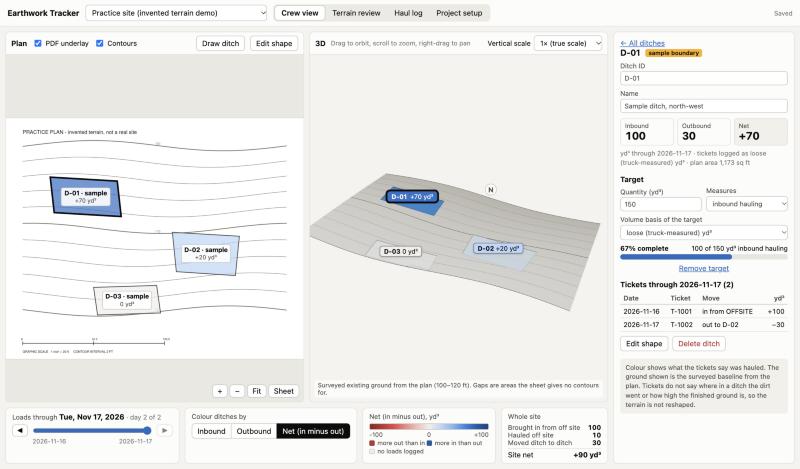 Earthwork Tracker
Practice site (invented terrain demo)
Crew view
Terrain review
Haul log
Project setup
Saved
Plan
PDF underlay
Contours
Draw ditch
Edit shape
PRACTICE PLAN - invented terrain, not a real site
D-01 · sample
+70 yd³
D-02 · sample
+20 yd³
D-03 · sample
0 yd³
GRAPHIC SCALE
CONTOUR INTERVAL 2 FT
+
−
Fit
Sheet
3D
Drag to orbit, scroll to zoom, right-drag to pan
Vertical scale
1× (true scale)
N
D-01 +70 yd³
D-02 +20 yd³
D-03 0 yd³
Surveyed existing ground from the plan (100–120 ft). Gaps are areas the sheet gives no contours
for.
← All ditches
D-01 sample boundary
Ditch ID
D-01
Name
Sample ditch, north-west
Inbound
100
Outbound
30
Net
+70
yd³ through 2026-11-17 · tickets logged as loose
(truck-measured) yd³ · plan area 1,173 sq ft
Target
Quantity (yd³)
150
Measures
inbound hauling
Volume basis of the target
loose (truck-measured) yd³
67% complete
100 of 150 yd³ inbound hauling
Remove target
Tickets through 2026-11-17 (2)
Date Ticket Move yd³
2026-11-16 T-1001 in from OFFSITE +100
2026-11-17 T-1002 out to D-02 −30
Edit shape
Delete ditch
Colour shows what the tickets say was hauled. The
ground shown is the surveyed baseline from the
plan. Tickets do not say where in a ditch the dirt
went or how high the finished ground is, so the
terrain is not reshaped.
Loads through Tue, Nov 17, 2026 · day 2 of 2
2026-11-16
2026-11-17
Colour ditches by
Inbound
Outbound
Net (in minus out)
Net (in minus out), yd³
-100 0 +100
more out than in
more in than out
no loads logged
Whole site
Brought in from off site 100
Hauled off site 10
Moved ditch to ditch 30
Site net +90 yd³